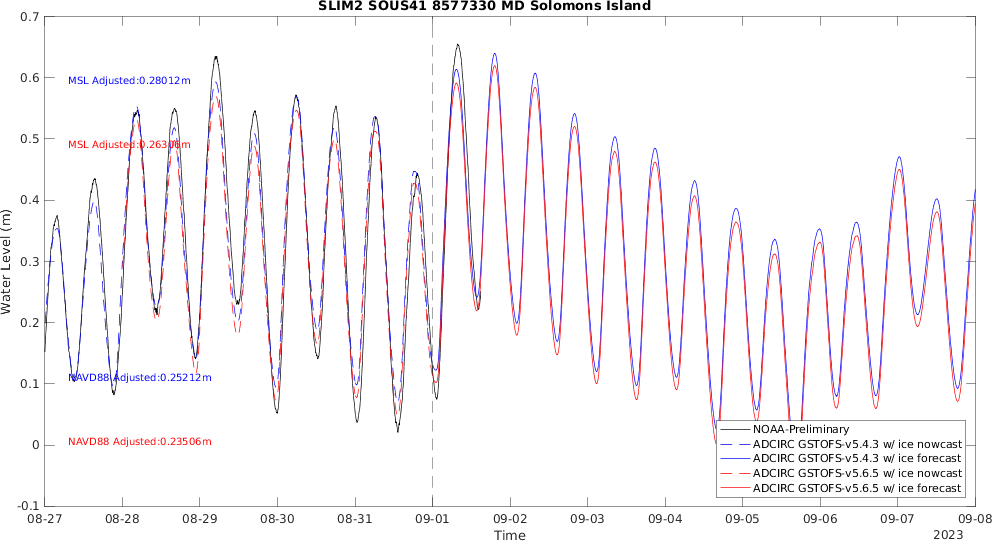 SLIM2 SOUS41 8577330 MD Solomons Island
0.7
0.6
0.5
0.4
0.3
0.2
0.1
0
-0.1
Water Level (m)
MSL Adjusted:0.28012m
MSL Adjusted:0.26306m
NAVD88 Adjusted:0.25212m
NAVD88 Adjusted:0.23506m
NOAA-Preliminary
ADCIRC GSTOFS-v5.4.3 w/ ice nowcast
ADCIRC GSTOFS-v5.4.3 w/ ice forecast
ADCIRC GSTOFS-v5.6.5 w/ ice nowcast
ADCIRC GSTOFS-v5.6.5 w/ ice forecast
08-27 08-28 08-29 08-30 08-31 09-01 09-02 09-03 09-04 09-05 09-06 09-07 09-08
Time
2023